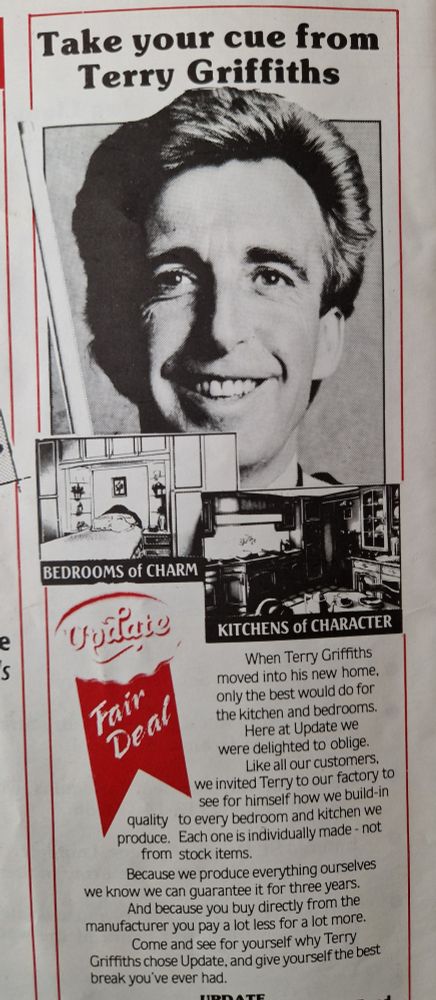 Take your cue from
Terry Griffiths
BEDROOMS of CHARM
KITCHENS of CHARACTER
Update
Fair
Deal
When Terry Griffiths
moved into his new home,
only the best would do for
the kitchen and bedrooms.
Here at Update we
were delighted to oblige.
Like all our customers,
we invited Terry to our factory to
see for himself how we build-in
quality to every bedroom and kitchen we
produce. Each one is individually made - not
from stock items.
Because we produce everything ourselves
we know we can guarantee it for three years.
And because you buy directly from the
manufacturer you pay a lot less for a lot more.
Come and see for yourself why Terry
Griffiths chose Update, and give yourself the best
break you've ever had.
UPDATE